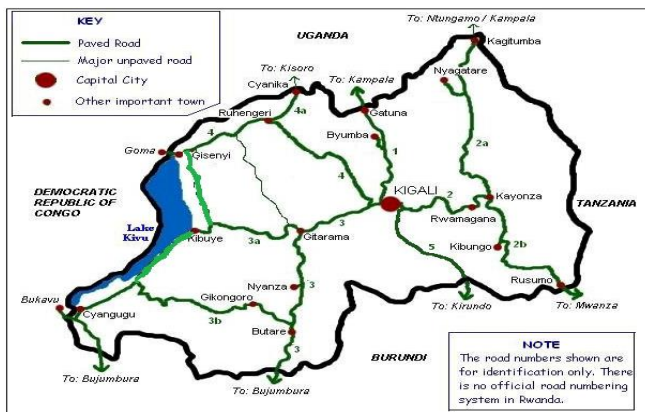 KEY
Paved Road
Major unpaved road
Capital City
Other important town
To: Ntungamo / Kampala
UGANDA
Kagitumba
To: Kisoro
Cyanika
To: Kampala
Nyagatare
Ruhengeri
4a
Gatuna
Byumba
1
4
2a
Goma
Gisenyi
4
KIGALI
DEMOCRATIC
REPUBLIC OF
CONGO
TANZANIA
2
Kayonza
Rwamagana
Lake
Kivu
Kibuye
3a
3
Gitarama
5
Kibungo
2b
Rusumo
Nyanza
3
To: Kirundo
To: Mwanza
Bukavu
Cyangugu
Gikongoro
3b
Butare
3
To: Bujumbura
To: Bujumbura
BURUNDI
NOTE
The road numbers shown are
for identification only. There
is no official road numbering
system in Rwanda.